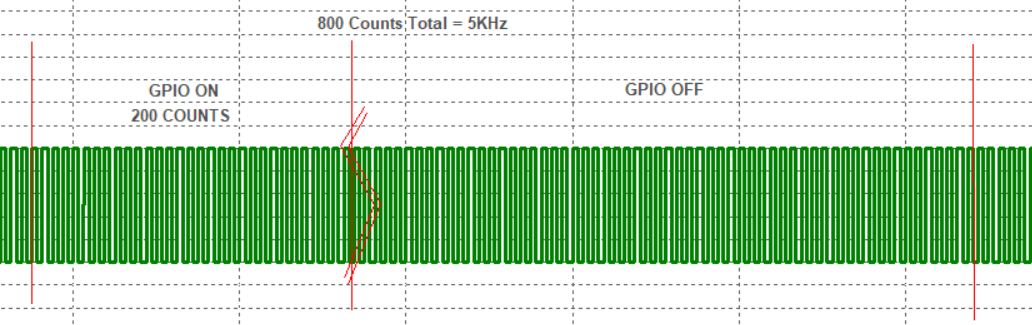 800 Counts Total = 5KHz
GPIO ON
200 COUNTS
GPIO OFF